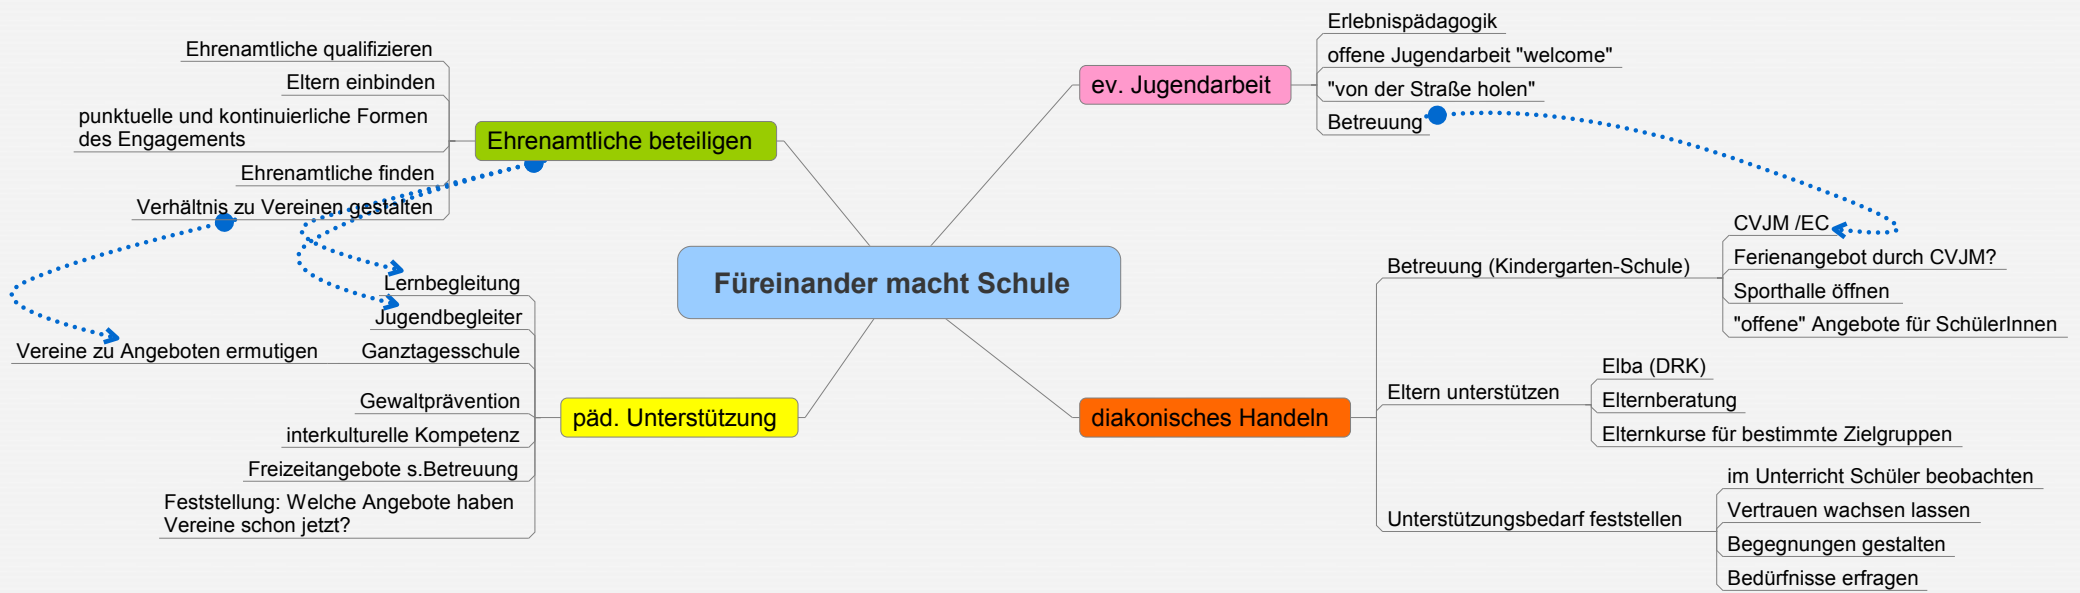 Füreinander macht Schule
ev. Jugendarbeit
Erlebnispädagogik
offene Jugendarbeit "welcome"
"von der Straße holen"
Betreuung
diakonisches Handeln
Betreuung (Kindergarten-Schule)
CVJM /EC
Ferienangebot durch CVJM?
Sporthalle öffnen
"offene" Angebote für SchülerInnen
Eltern unterstützen
Elba (DRK)
Elternberatung
Elternkurse für bestimmte Zielgruppen
Unterstützungsbedarf feststellen
im Unterricht Schüler beobachten
Vertrauen wachsen lassen
Begegnungen gestalten
Bedürfnisse erfragen
Ehrenamtliche beteiligen
Ehrenamtliche qualifizieren
Eltern einbinden
punktuelle und kontinuierliche Formen
des Engagements
Ehrenamtliche finden
Verhältnis zu Vereinen gestalten
päd. Unterstützung
Lernbegleitung
Jugendbegleiter
Ganztagesschule
Vereine zu Angeboten ermutigen
Gewaltprävention
interkulturelle Kompetenz
Freizeitangebote s.Betreuung
Feststellung: Welche Angebote haben
Vereine schon jetzt?